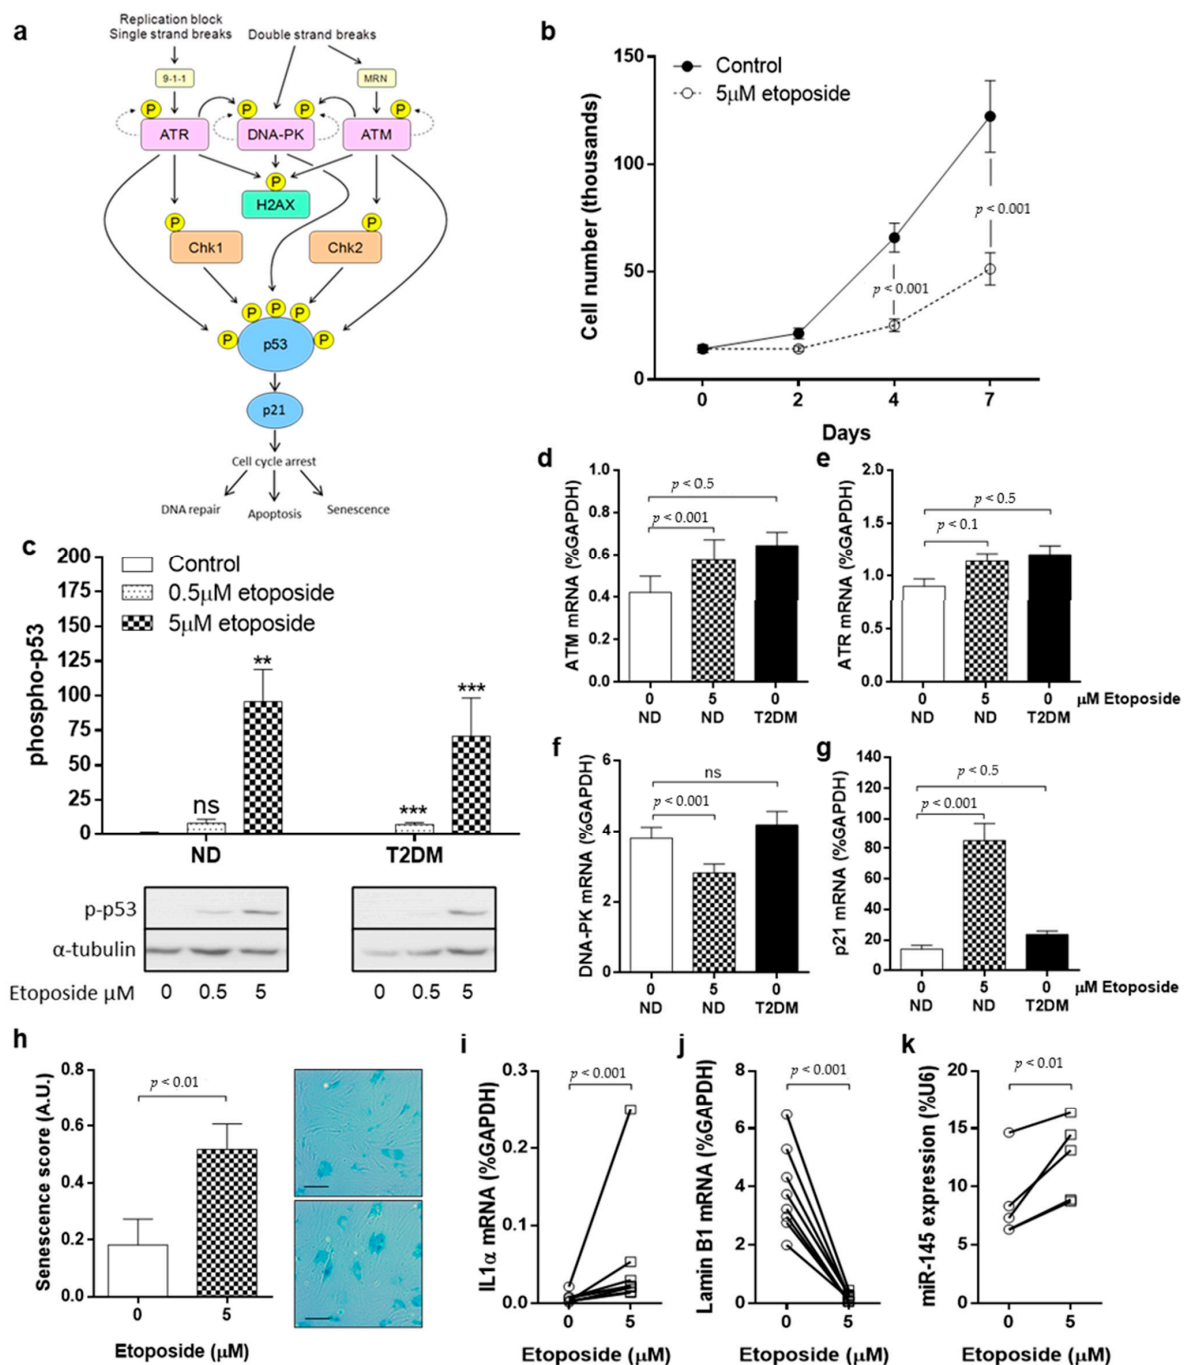 a
Replication block
Single strand breaks
Double strand breaks
9-1-1
MRN
P
P
P
P
ATR
DNA-PK
ATM
P
H2AX
P
P
Chk1
Chk2
P
P
P
P
P
p53
p21
Cell cycle arrest
DNA repair
Apoptosis
Senescence
b
Control
5μM etoposide
Cell number (thousands)
150
100
50
0
p < 0.001
p < 0.001
0 2 4 7
Days
c
Control
0.5μM etoposide
5μM etoposide
phospho-p53
200
175
150
125
100
75
50
25
0
ns
**
***
***
ND
T2DM
p-p53
α-tubulin
Etoposide μM 0 0.5 5 0 0.5 5
d
ATM mRNA (%GAPDH)
1.0
0.8
0.6
0.4
0.2
0.0
p < 0.5
p < 0.001
0 5 0
ND ND T2DM
e
ATR mRNA (%GAPDH)
2.0
1.5
1.0
0.5
0.0
p < 0.5
p < 0.1
0 5 0 μM Etoposide
ND ND T2DM
f
DNA-PK mRNA (%GAPDH)
6
4
2
0
ns
p < 0.001
0 5 0
ND ND T2DM
g
p21 mRNA (%GAPDH)
140
120
100
80
60
40
20
0
p < 0.5
p < 0.001
0 5 0 μM Etoposide
ND ND T2DM
h
Senescence score (A.U.)
0.8
0.6
0.4
0.2
0.0
p < 0.01
0 5
Etoposide (μM)
i
IL1α mRNA (%GAPDH)
0.3
0.2
0.1
0.0
p < 0.001
0 5
Etoposide (μM)
j
Lamin B1 mRNA (%GAPDH)
8
6
4
2
0
p < 0.001
0 5
Etoposide (μM)
k
miR-145 expression (%U6)
20
15
10
5
0
p < 0.01
0 5
Etoposide (μM)